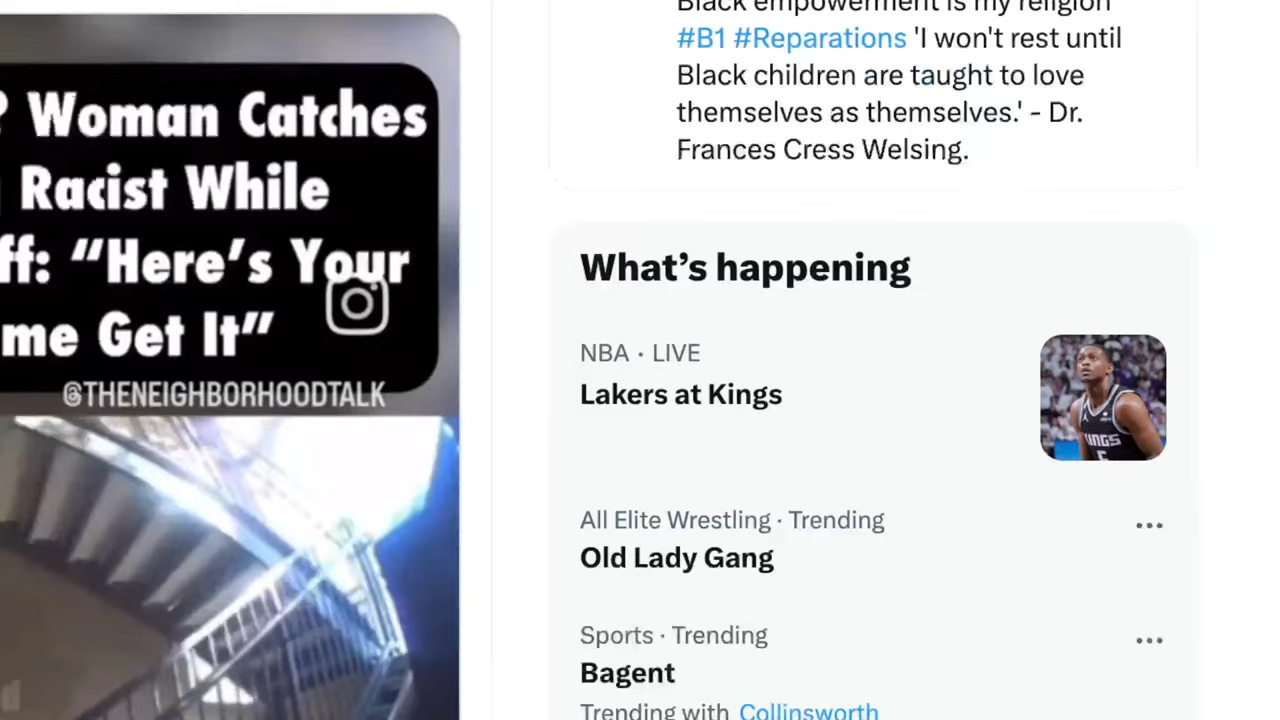 ? Woman Catches
Racist While
ff: “Here’s Your
me Get It”
@THENEIGHBORHOODTALK
Black empowerment is my religion
#B1 #Reparations 'I won't rest until
Black children are taught to love
themselves as themselves.' - Dr.
Frances Cress Welsing.
What’s happening
NBA · LIVE
Lakers at Kings
KINGS
5
All Elite Wrestling · Trending
Old Lady Gang
Sports · Trending
Bagent
Trending with Collinsworth